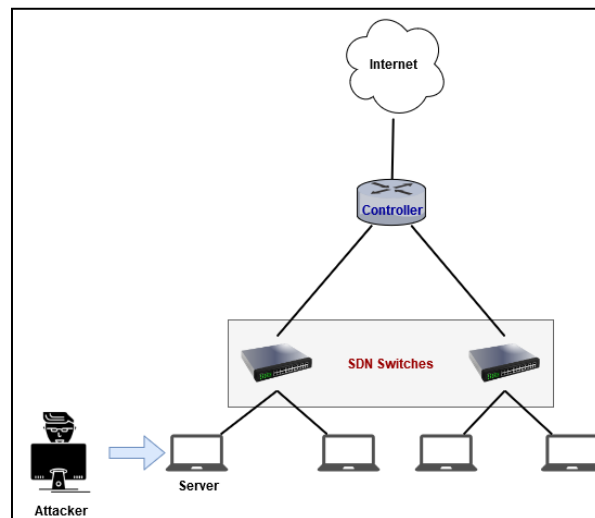 Internet
Controller
SDN Switches
Server
Attacker